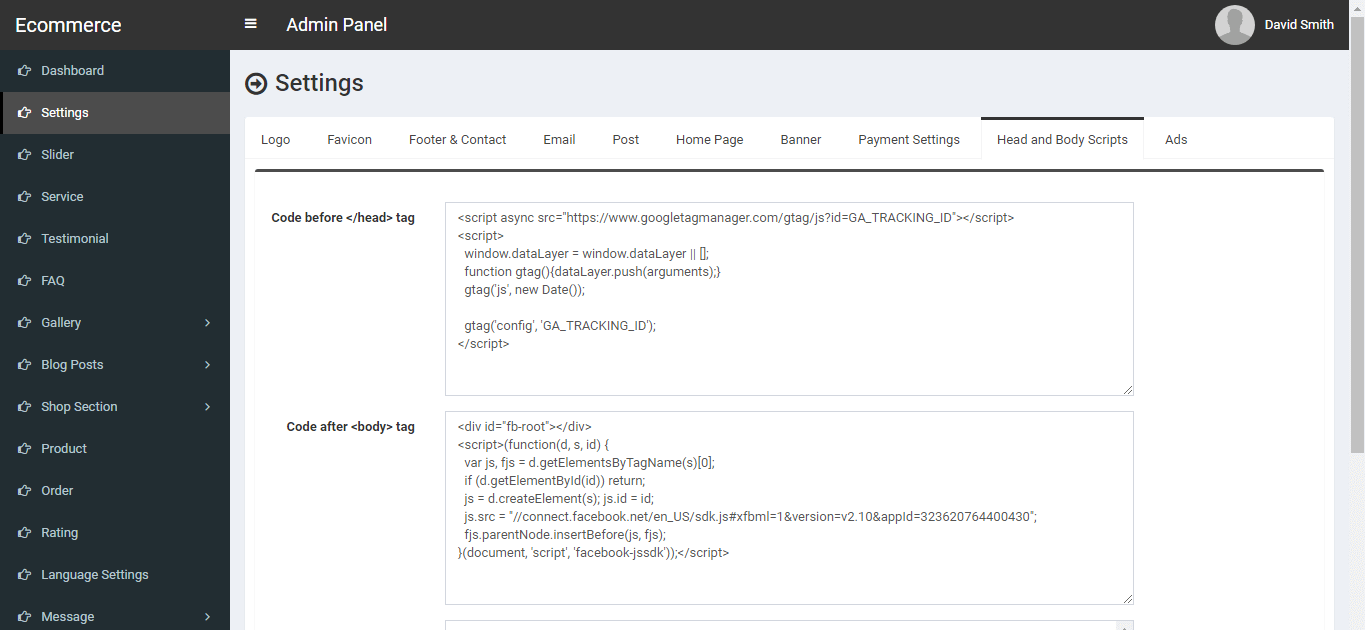 Ecommerce
Admin Panel
David Smith
Dashboard
Settings
Slider
Service
Testimonial
FAQ
Gallery
Blog Posts
Shop Section
Product
Order
Rating
Language Settings
Message
Settings
Logo Favicon Footer & Contact Email Post Home Page Banner Payment Settings Head and Body Scripts Ads
Code before </head> tag
<script async src="https://www.googletagmanager.com/gtag/js?id=GA_TRACKING_ID"></script>
<script>
  window.dataLayer = window.dataLayer || [];
  function gtag(){dataLayer.push(arguments);}
  gtag('js', new Date());

  gtag('config', 'GA_TRACKING_ID');
</script>
Code after <body> tag
<div id="fb-root"></div>
<script>(function(d, s, id) {
  var js, fjs = d.getElementsByTagName(s)[0];
  if (d.getElementById(id)) return;
  js = d.createElement(s); js.id = id;
  js.src = "//connect.facebook.net/en_US/sdk.js#xfbml=1&version=v2.10&appId=323620764400430";
  fjs.parentNode.insertBefore(js, fjs);
}(document, 'script', 'facebook-jssdk'));</script>